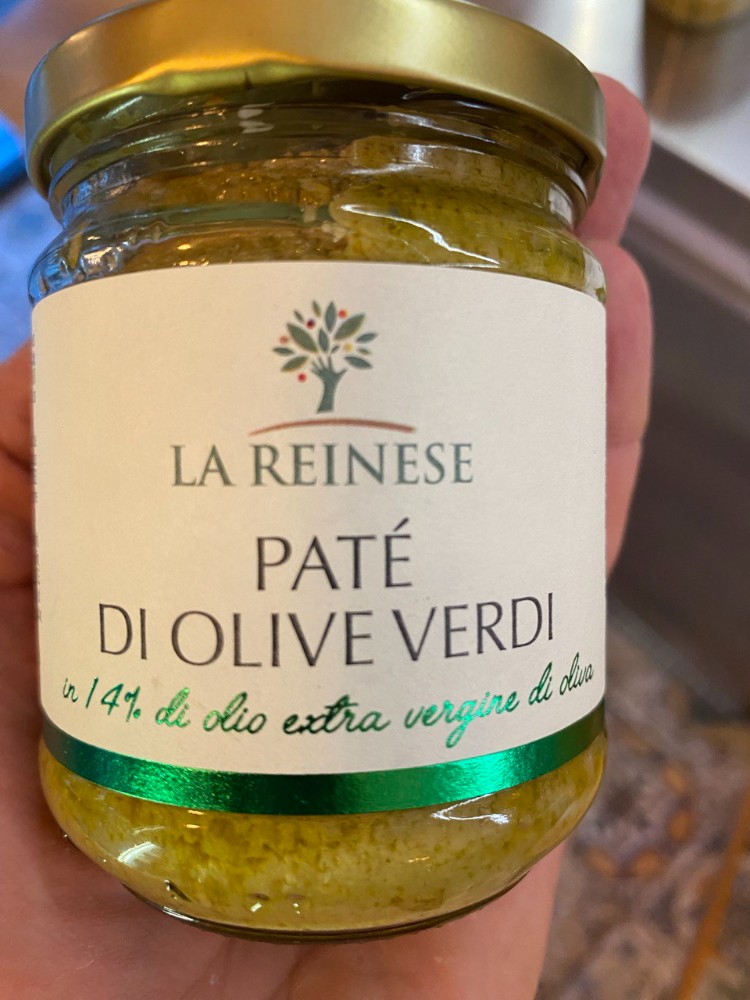 LA REINESE
PATÉ
DI OLIVE VERDI
in 14% di olio extra vergine di oliva